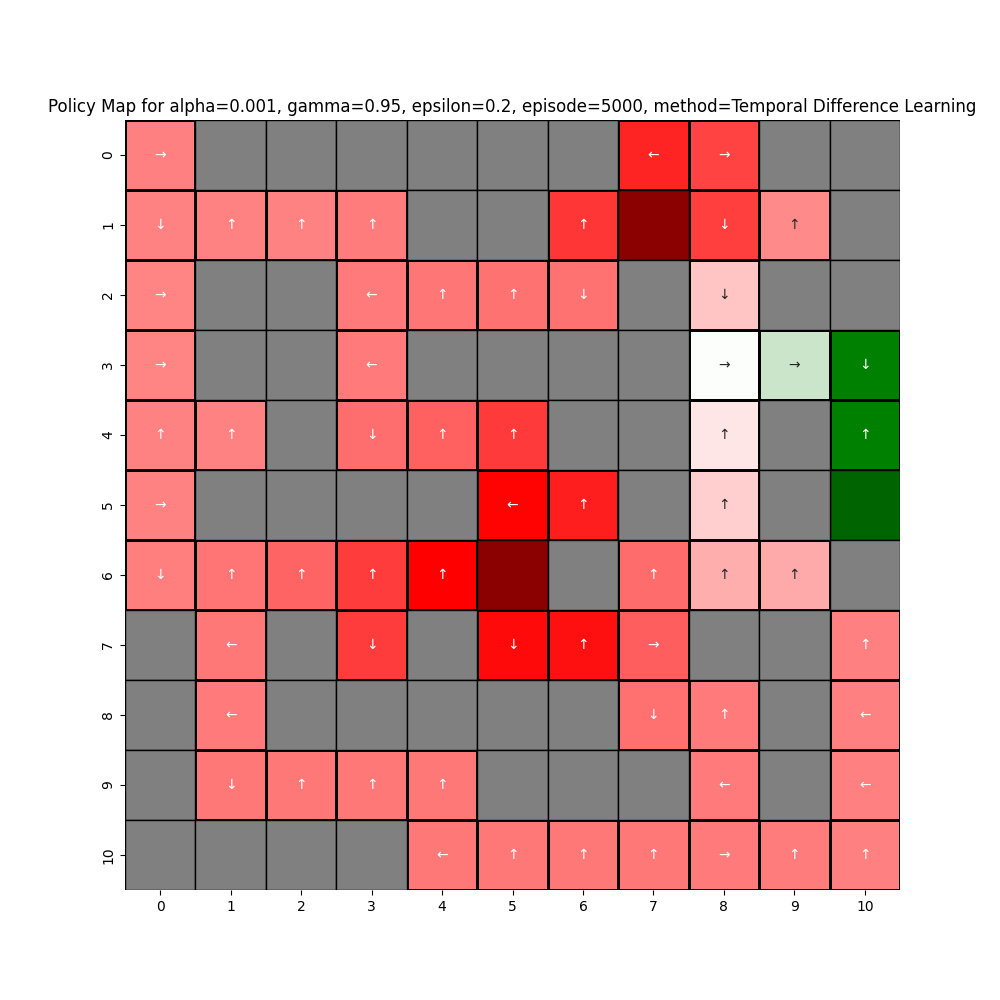 Policy Map for alpha=0.001, gamma=0.95, epsilon=0.2, episode=5000, method=Temporal Difference Learning
0 → ← →
1 ↓ ↑ ↑ ↑ ↑ ↓ ↑
2 → ← ↑ ↑ ↓ ↓
3 → ← → → ↓
4 ↑ ↑ ↓ ↑ ↑ ↑ ↑
5 → ← ↑ ↑
6 ↓ ↑ ↑ ↑ ↑ ↑ ↑ ↑
7 ← ↓ ↓ ↑ → ↑
8 ← ↓ ↑ ←
9 ↓ ↑ ↑ ↑ ← ←
10 ← ↑ ↑ ↑ → ↑ ↑
0 1 2 3 4 5 6 7 8 9 10